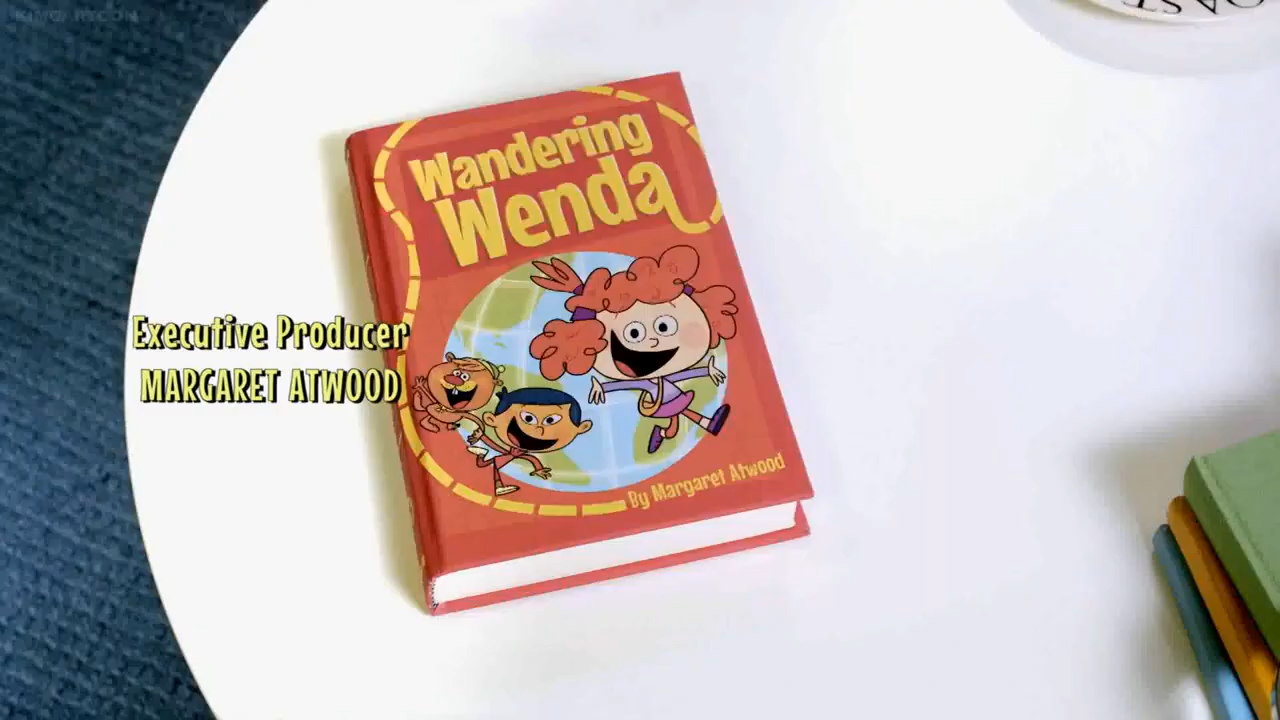 Wandering
Wenda
Executive Producer
MARGARET ATWOOD
By Margaret Atwood